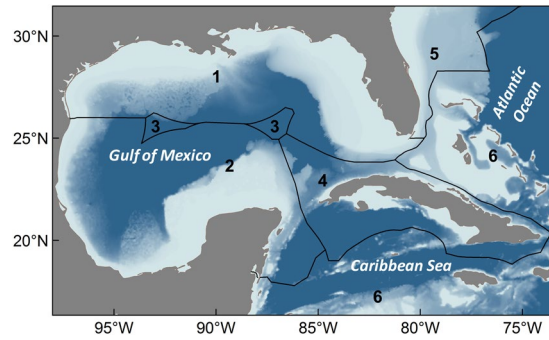 30°N
5
1
Atlantic
Ocean
3
3
25°N
Gulf of Mexico
6
2
4
20°N
Caribbean Sea
6
95°W
90°W
85°W
80°W
75°W